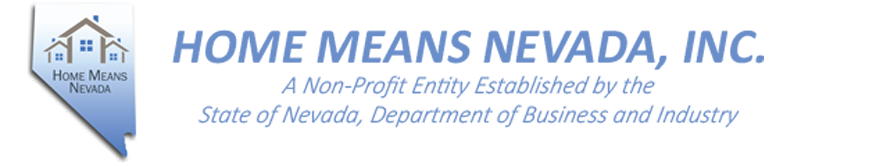 HOME MEANS
NEVADA
HOME MEANS NEVADA, INC.
A Non-Profit Entity Established by the
State of Nevada, Department of Business and Industry